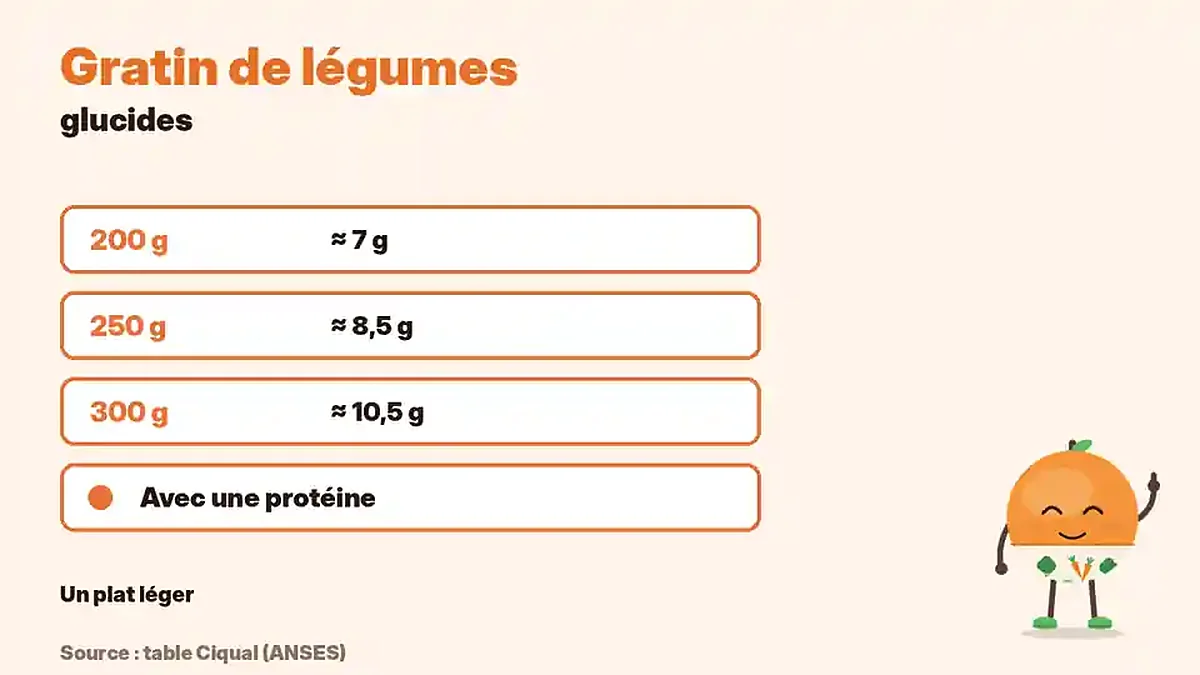 Gratin de légumes
glucides
200 g ≈ 7 g
250 g ≈ 8,5 g
300 g ≈ 10,5 g
Avec une protéine
Un plat léger
Source : table Ciqual (ANSES)